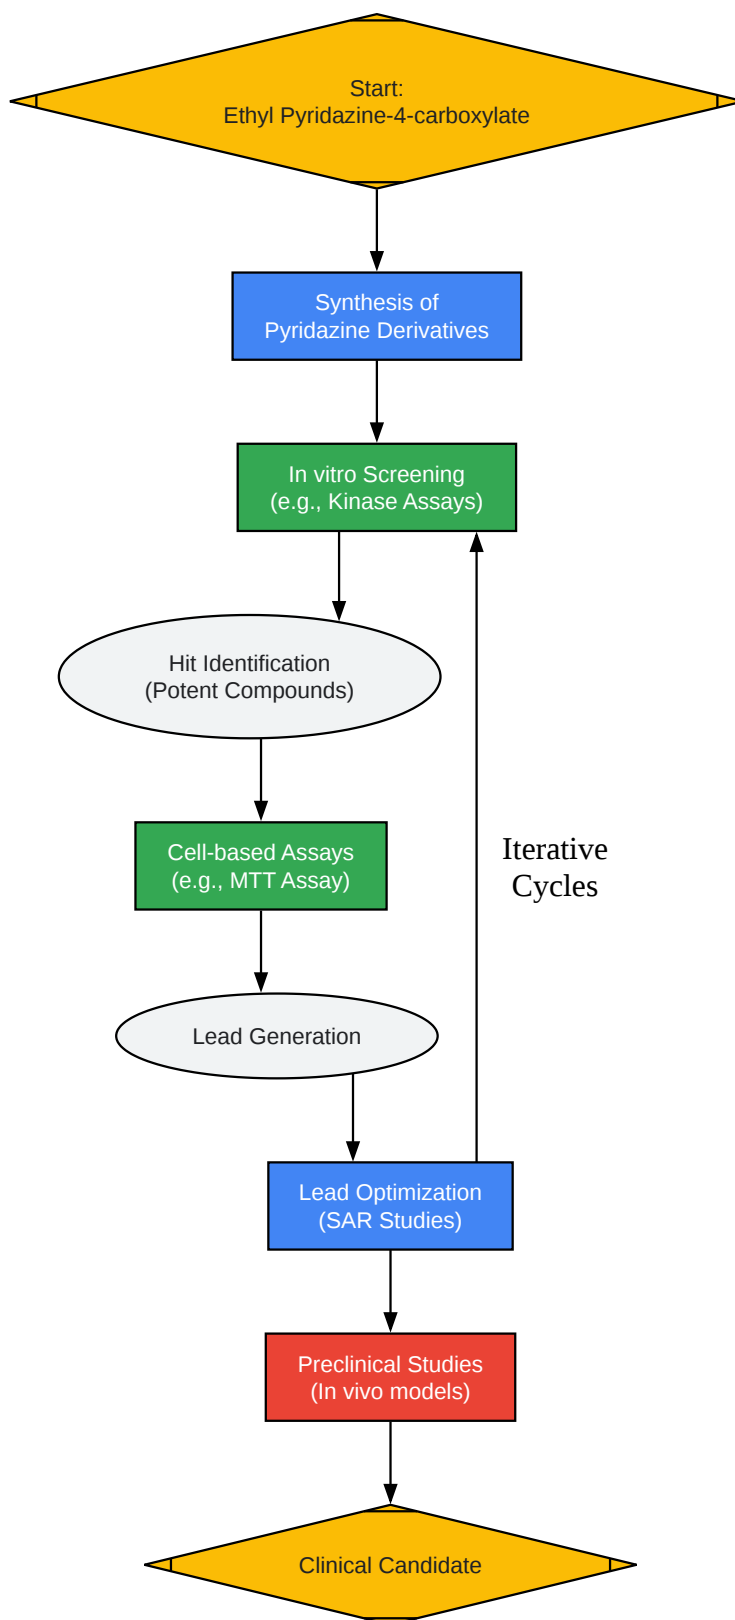 Start:
Ethyl Pyridazine-4-carboxylate
Synthesis of
Pyridazine Derivatives
In vitro Screening
(e.g., Kinase Assays)
Hit Identification
(Potent Compounds)
Cell-based Assays
(e.g., MTT Assay)
Iterative
Cycles
Lead Generation
Lead Optimization
(SAR Studies)
Preclinical Studies
(In vivo models)
Clinical Candidate